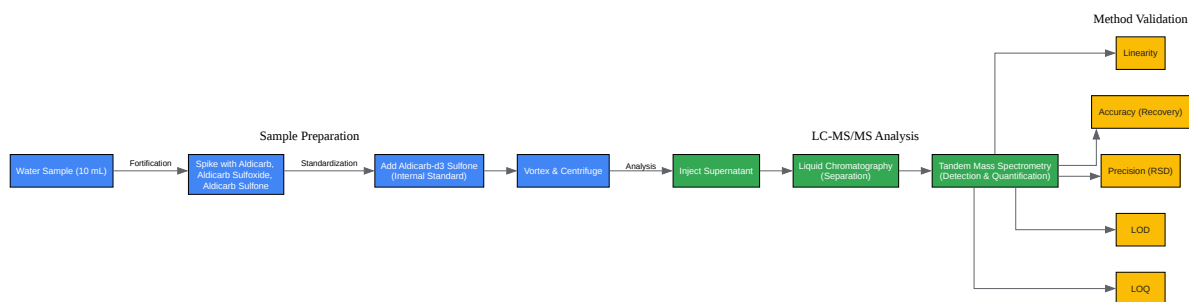 Method Validation
Linearity
Accuracy (Recovery)
Sample Preparation
LC-MS/MS Analysis
Water Sample (10 mL)
Fortification
Spike with Aldicarb,
Aldicarb Sulfoxide,
Aldicarb Sulfone
Standardization
Add Aldicarb-d3 Sulfone
(Internal Standard)
Vortex & Centrifuge
Analysis
Inject Supernatant
Liquid Chromatography
(Separation)
Tandem Mass Spectrometry
(Detection & Quantification)
Precision (RSD)
LOD
LOQ